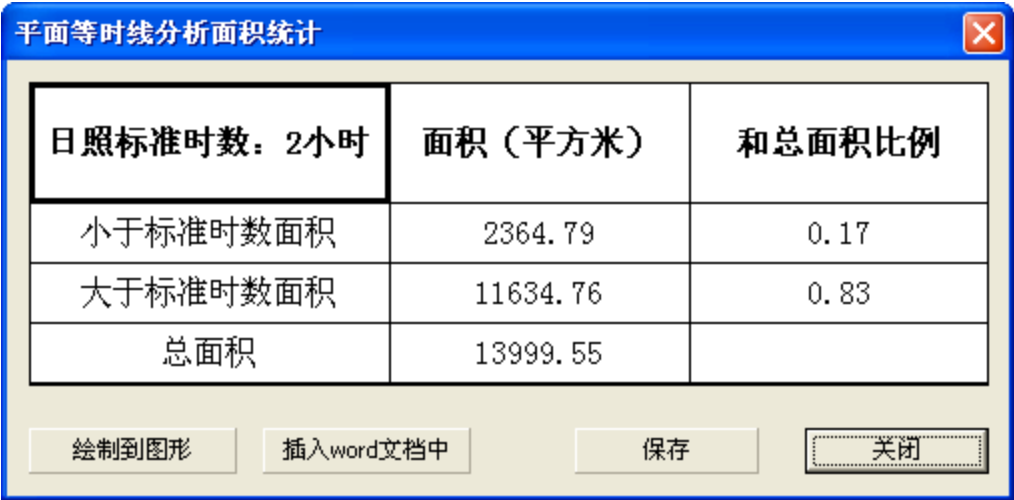 平面等时线分析面积统计
日照标准时数：2小时 面积（平方米） 和总面积比例
小于标准时数面积 2364.79 0.17
大于标准时数面积 11634.76 0.83
总面积 13999.55
绘制到图形 插入word文档中 保存 关闭